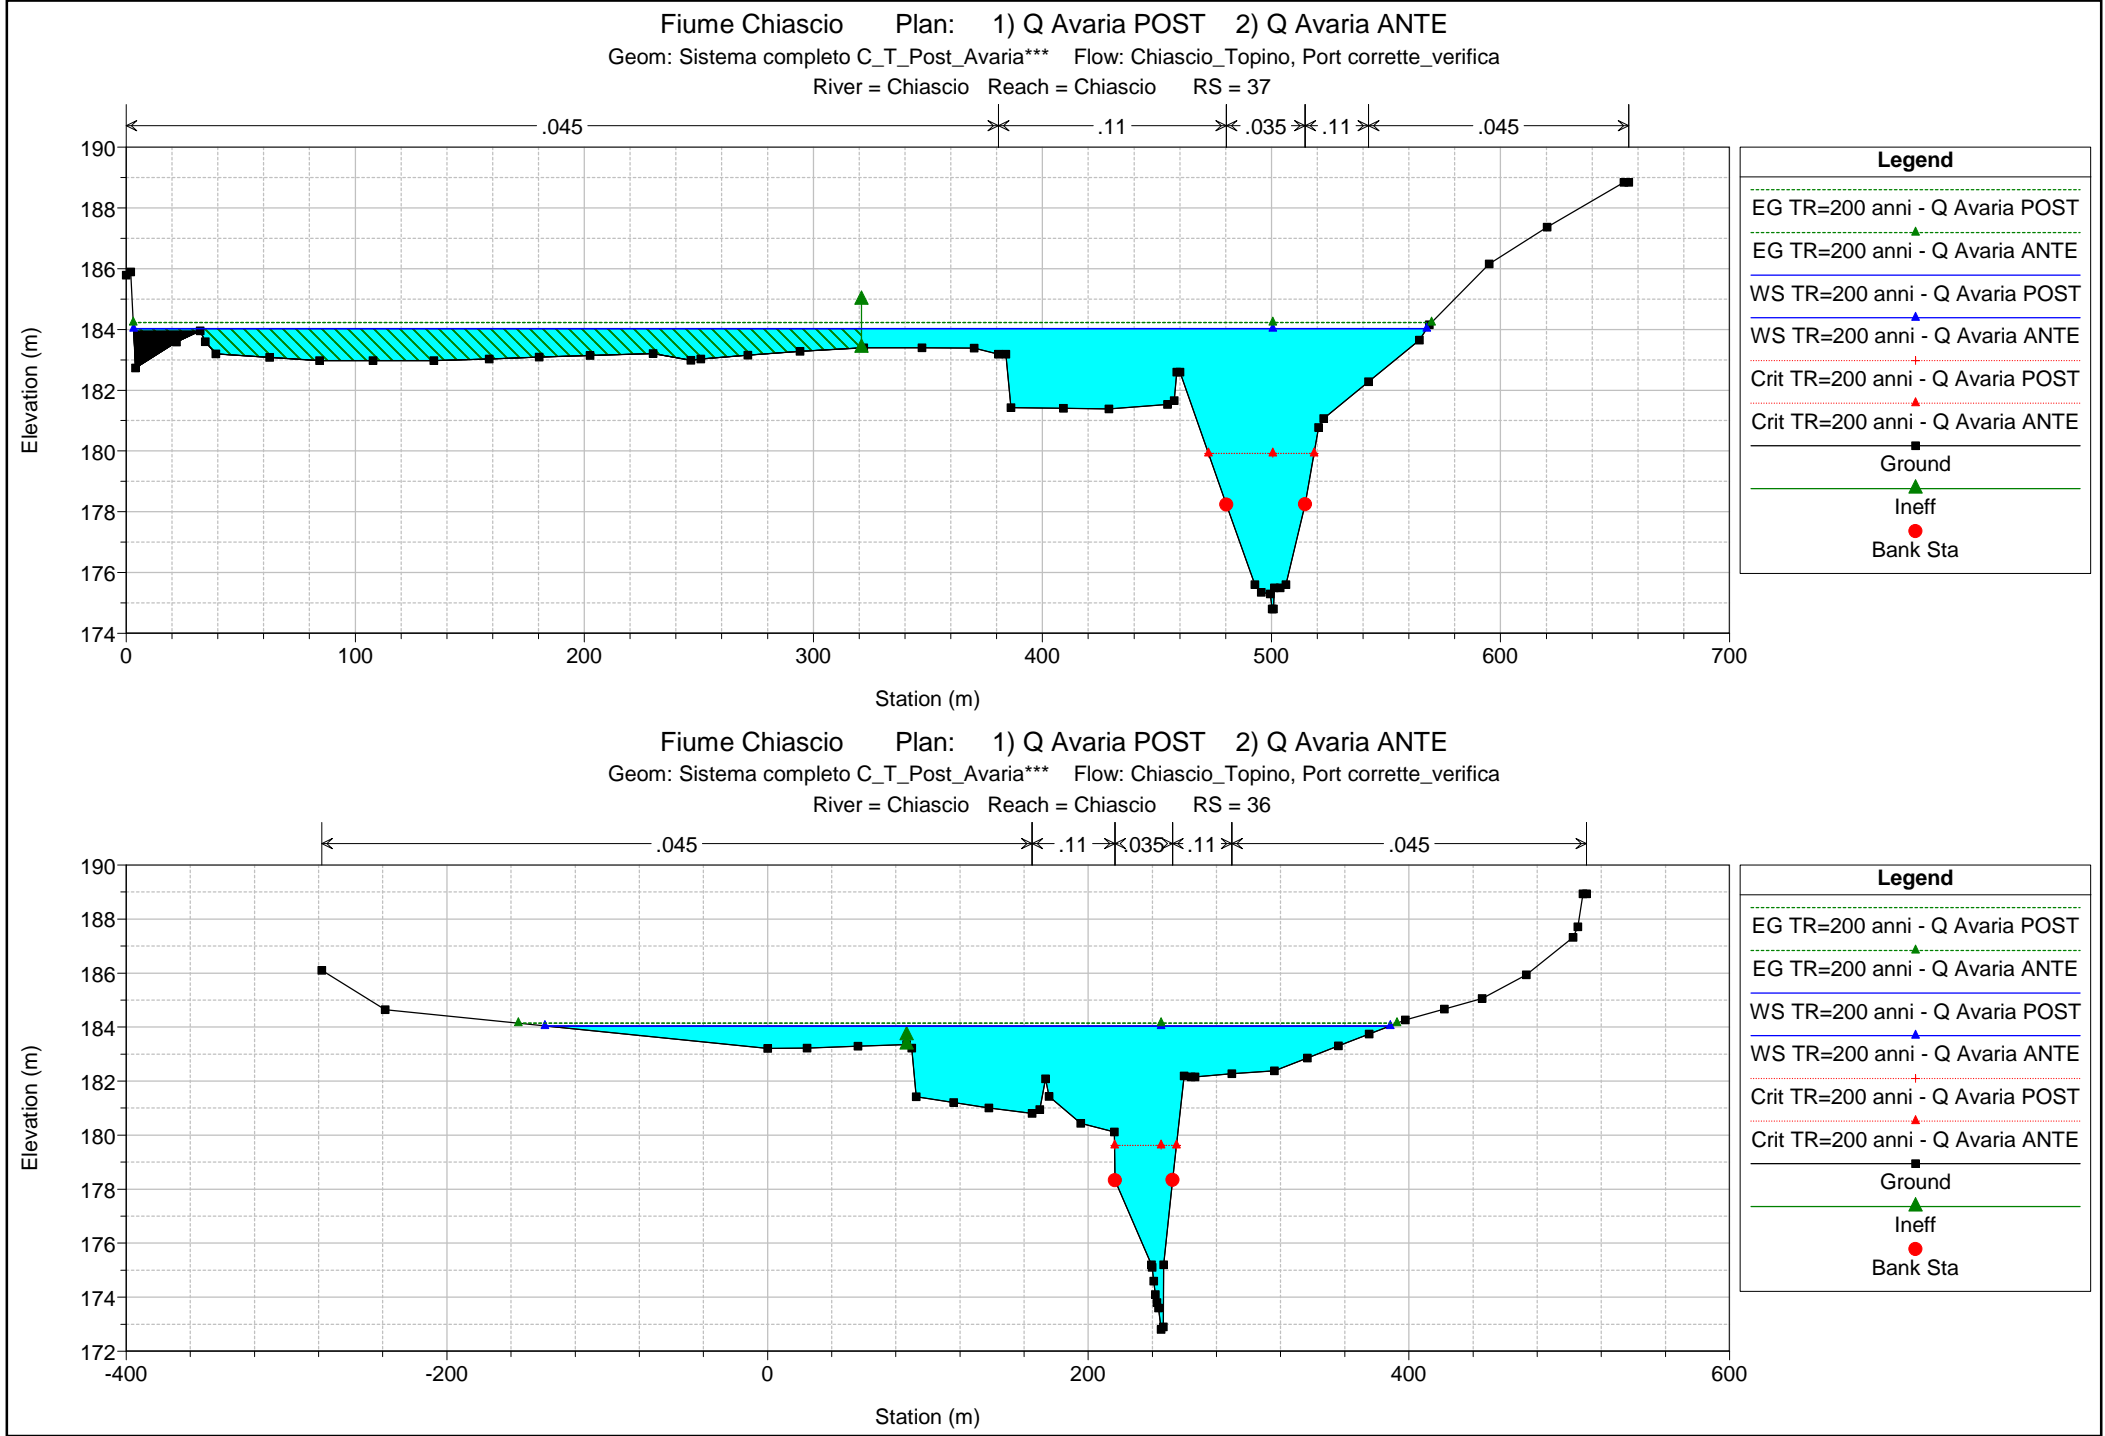 Fiume Chiascio Plan: 1) Q Avaria POST 2) Q Avaria ANTE
Geom: Sistema completo C_T_Post_Avaria*** Flow: Chiascio_Topino, Port corrette_verifica
River = Chiascio Reach = Chiascio RS = 37
.045 .11 .035 .11 .045
190
188
186
184
182
180
178
176
174
Elevation (m)
0 100 200 300 400 500 600 700
Station (m)
Legend
EG TR=200 anni - Q Avaria POST
EG TR=200 anni - Q Avaria ANTE
WS TR=200 anni - Q Avaria POST
WS TR=200 anni - Q Avaria ANTE
Crit TR=200 anni - Q Avaria POST
Crit TR=200 anni - Q Avaria ANTE
Ground
Ineff
Bank Sta
Fiume Chiascio Plan: 1) Q Avaria POST 2) Q Avaria ANTE
Geom: Sistema completo C_T_Post_Avaria*** Flow: Chiascio_Topino, Port corrette_verifica
River = Chiascio Reach = Chiascio RS = 36
.045 .11 .035 .11 .045
190
188
186
184
182
180
178
176
174
172
Elevation (m)
-400 -200 0 200 400 600
Station (m)
Legend
EG TR=200 anni - Q Avaria POST
EG TR=200 anni - Q Avaria ANTE
WS TR=200 anni - Q Avaria POST
WS TR=200 anni - Q Avaria ANTE
Crit TR=200 anni - Q Avaria POST
Crit TR=200 anni - Q Avaria ANTE
Ground
Ineff
Bank Sta